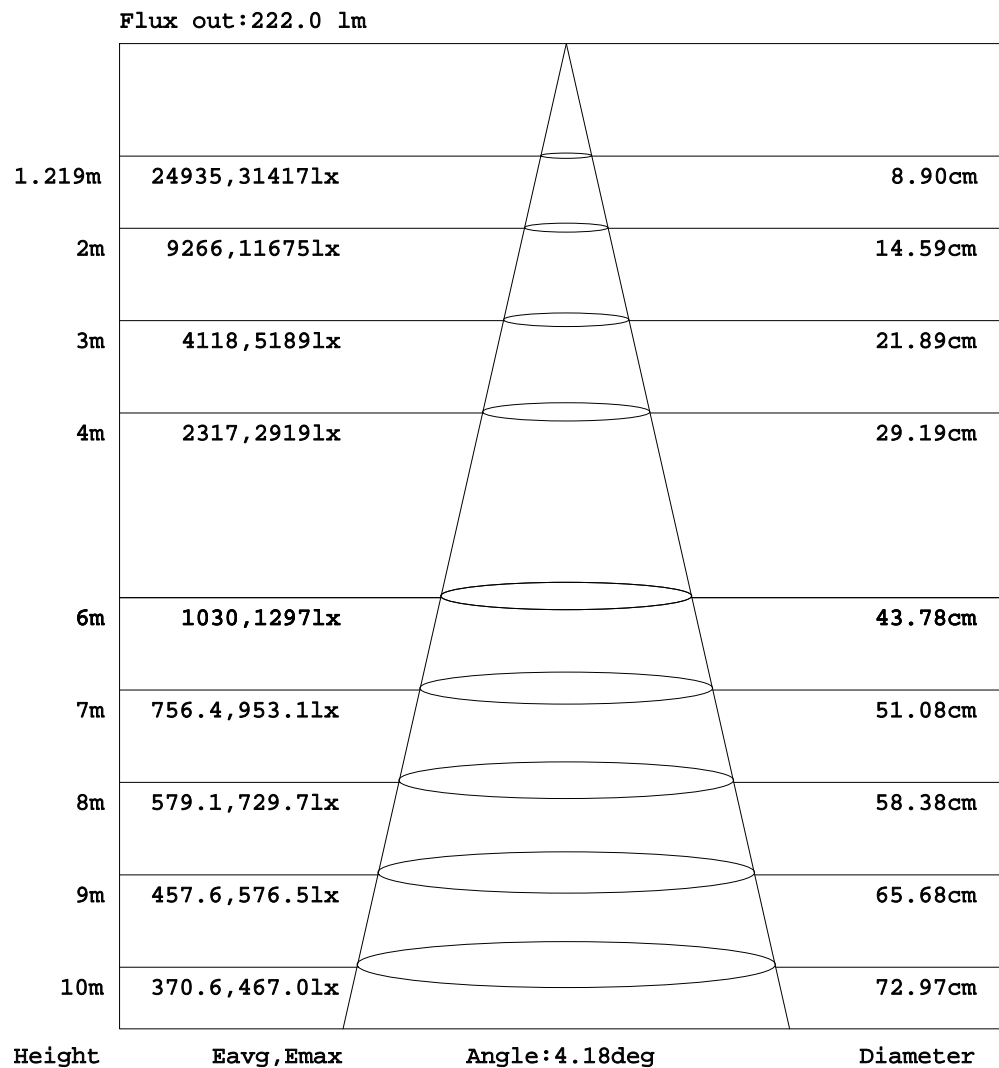 Flux out:222.0 lm
1.219m 24935,31417lx 8.90cm
2m 9266,11675lx 14.59cm
3m 4118,5189lx 21.89cm
4m 2317,2919lx 29.19cm
6m 1030,1297lx 43.78cm
7m 756.4,953.1lx 51.08cm
8m 579.1,729.7lx 58.38cm
9m 457.6,576.5lx 65.68cm
10m 370.6,467.0lx 72.97cm
Height Eavg,Emax Angle:4.18deg Diameter